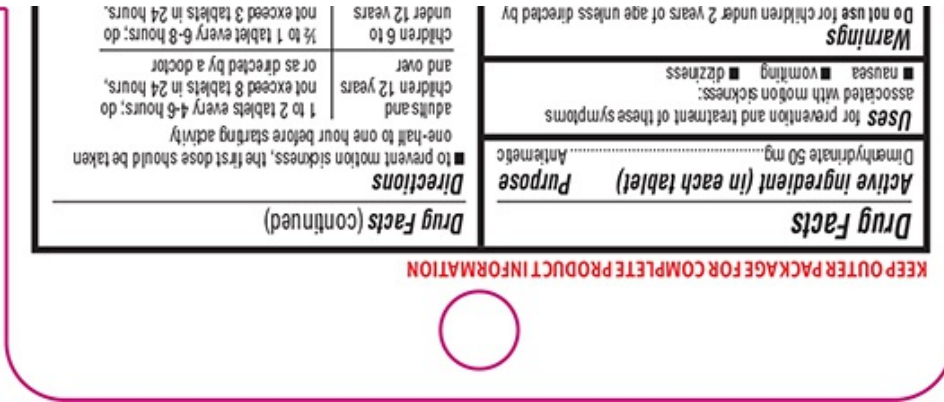 KEEP OUTER PACKAGE FOR COMPLETE PRODUCT INFORMATION
Drug Facts
Active ingredient (in each tablet) Purpose
Dimenhydrinate 50 mg..........................................Antiemetic
Uses for prevention and treatment of these symptoms
associated with motion sickness:
■ nausea ■ vomiting ■ dizziness
Warnings
Do not use for children under 2 years of age unless directed by
Drug Facts (continued)
Directions
■ to prevent motion sickness, the first dose should be taken
one-half to one hour before starting activity
adults and
children 12 years
and over
1 to 2 tablets every 4-6 hours; do
not exceed 8 tablets in 24 hours,
or as directed by a doctor
children 6 to
under 12 years
½ to 1 tablet every 6-8 hours; do
not exceed 3 tablets in 24 hours,